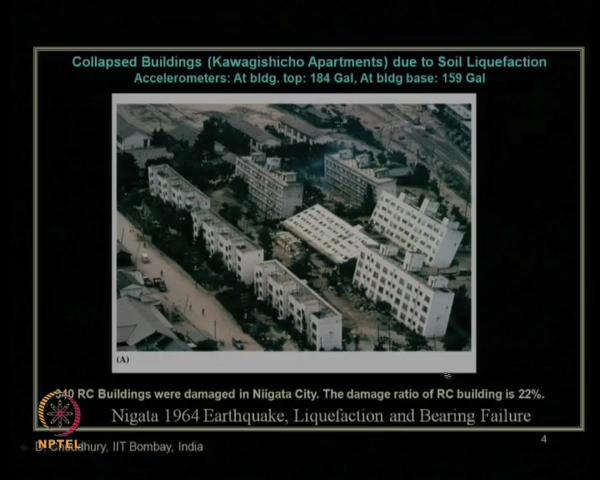 Collapsed Buildings (Kawagishicho Apartments) due to Soil Liquefaction
Accelerometers: At bldg. top: 184 Gal, At bldg base: 159 Gal
(A)
340 RC Buildings were damaged in Niigata City. The damage ratio of RC building is 22%.
Nigata 1964 Earthquake, Liquefaction and Bearing Failure
4
NPTEL
D. Choudhury, IIT Bombay, India